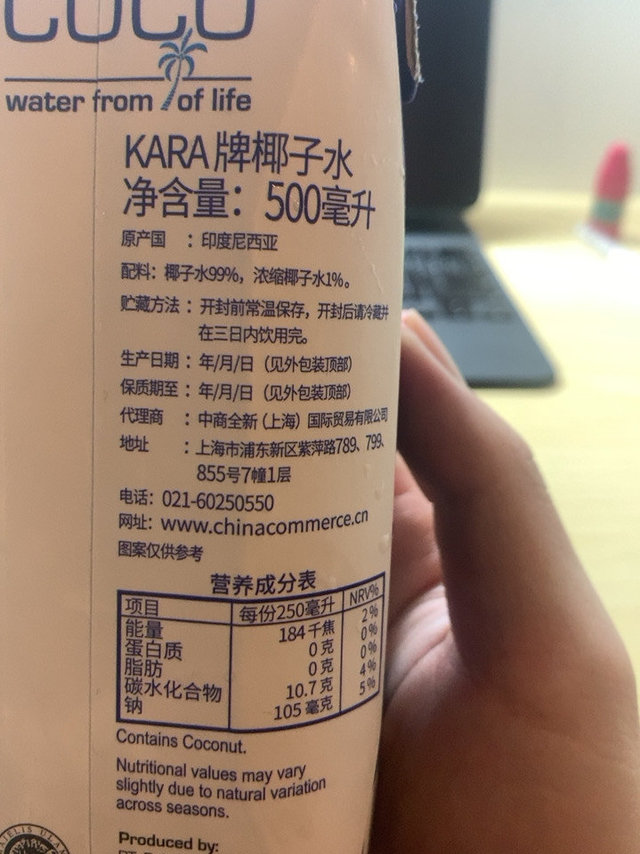 COCO
water from of life
KARA 牌椰子水
净含量：500毫升
原产国 ：印度尼西亚
配料：椰子水99%，浓缩椰子水1%。
贮藏方法：开封前常温保存，开封后请冷藏并
在三日内饮用完。
生产日期：年/月/日（见外包装顶部）
保质期至：年/月/日（见外包装顶部）
代理商 ：中商全新（上海）国际贸易有限公司
地址 ：上海市浦东新区紫萍路789、799、
855号7幢1层
电话：021-60250550
网址：www.chinacommerce.cn
图案仅供参考
营养成分表
项目 每份250毫升 NRV%
能量 184千焦 2%
蛋白质 0克 0%
脂肪 0克 0%
碳水化合物 10.7克 4%
钠 105毫克 5%
Contains Coconut.
Nutritional values may vary
slightly due to natural variation
across seasons.
Produced by: